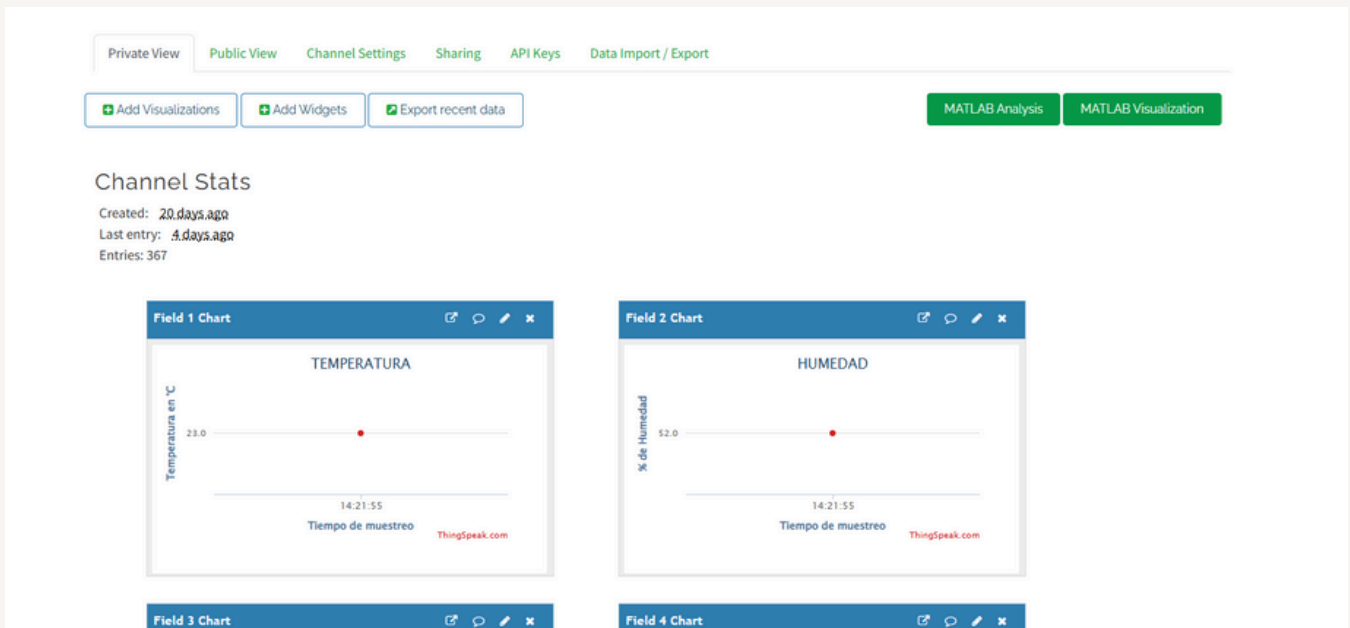 Private View Public View Channel Settings Sharing API Keys Data Import / Export
Add Visualizations Add Widgets Export recent data MATLAB Analysis MATLAB Visualization
Channel Stats
Created: 20 days ago
Last entry: 4 days ago
Entries: 367
Field 1 Chart
TEMPERATURA
Temperatura en °C
23.0
14:21:55
Tiempo de muestreo
ThingSpeak.com
Field 2 Chart
HUMEDAD
% de Humedad
52.0
14:21:55
Tiempo de muestreo
ThingSpeak.com
Field 3 Chart
Field 4 Chart